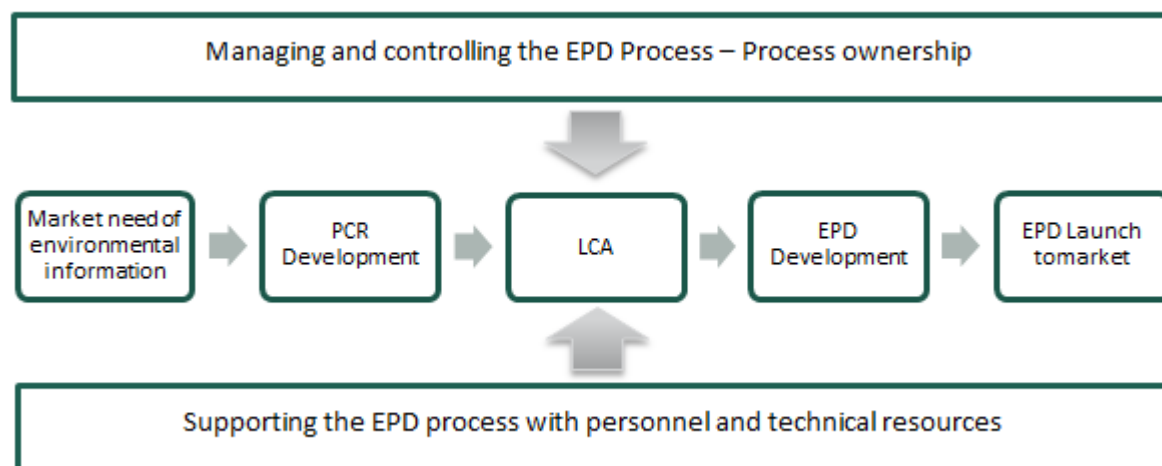 Managing and controlling the EPD Process – Process ownership
Market need of
environmental
information
PCR
Development
LCA
EPD
Development
EPD Launch
tomarket
Supporting the EPD process with personnel and technical resources